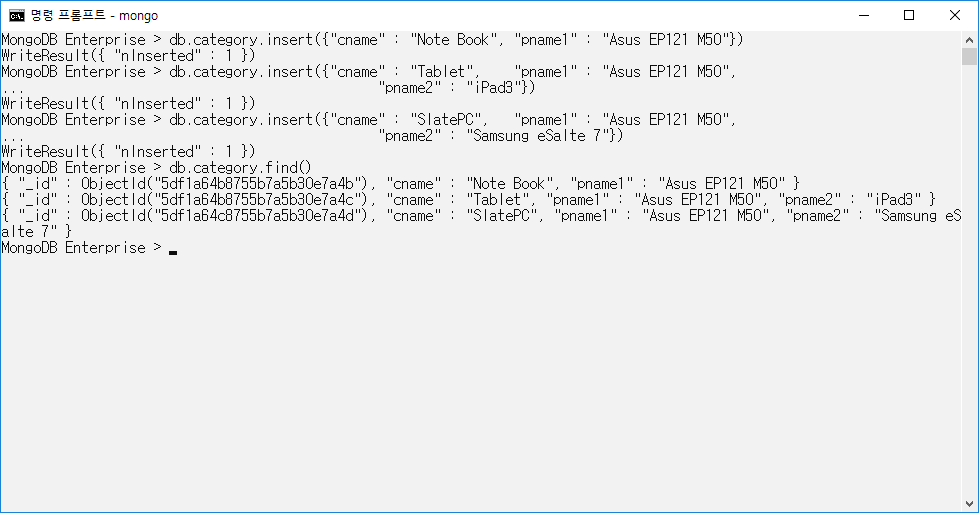 명령 프롬프트 - mongo
MongoDB Enterprise > db.category.insert({"cname" : "Note Book", "pname1" : "Asus EP121 M50"})
WriteResult({ "nInserted" : 1 })
MongoDB Enterprise > db.category.insert({"cname" : "Tablet",    "pname1" : "Asus EP121 M50",
...                                            "pname2" : "iPad3"})
WriteResult({ "nInserted" : 1 })
MongoDB Enterprise > db.category.insert({"cname" : "SlatePC",   "pname1" : "Asus EP121 M50",
...                                            "pname2" : "Samsung eSalte 7"})
WriteResult({ "nInserted" : 1 })
MongoDB Enterprise > db.category.find()
{ "_id" : ObjectId("5df1a64b8755b7a5b30e7a4b"), "cname" : "Note Book", "pname1" : "Asus EP121 M50" }
{ "_id" : ObjectId("5df1a64b8755b7a5b30e7a4c"), "cname" : "Tablet", "pname1" : "Asus EP121 M50", "pname2" : "iPad3" }
{ "_id" : ObjectId("5df1a64c8755b7a5b30e7a4d"), "cname" : "SlatePC", "pname1" : "Asus EP121 M50", "pname2" : "Samsung eS
alte 7" }
MongoDB Enterprise >